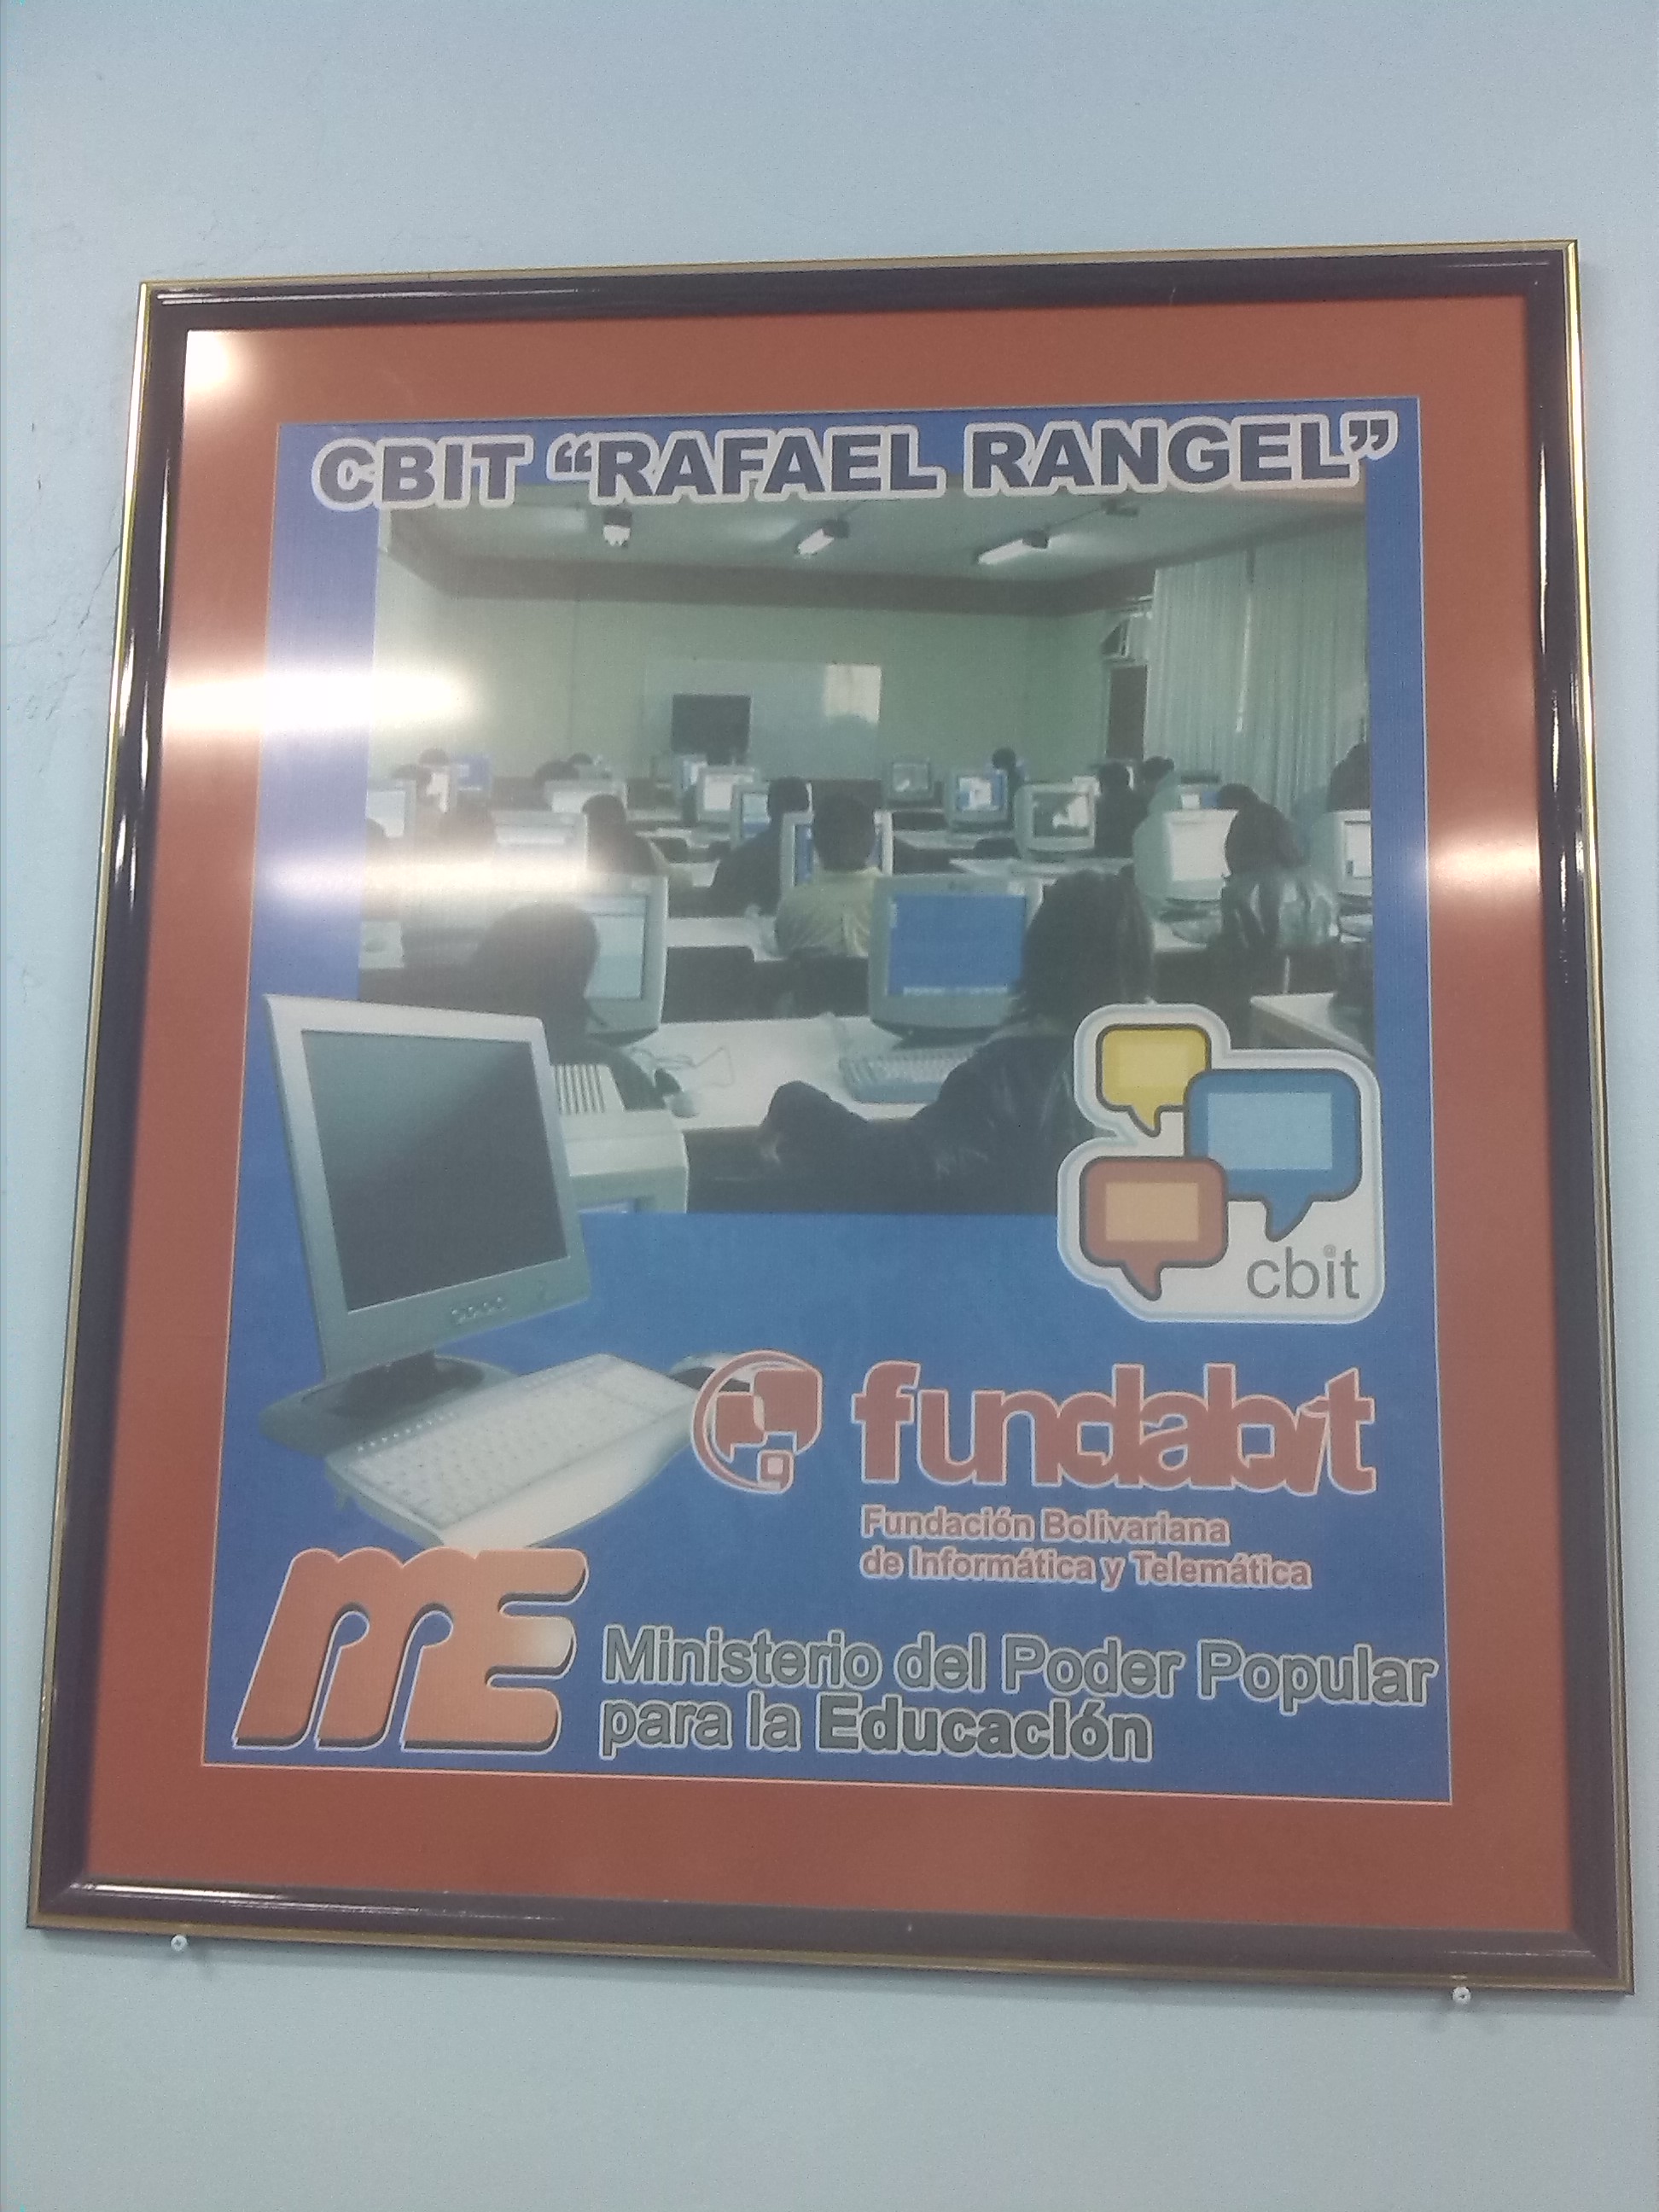 CBIT “RAFAEL RANGEL”
cbit
fundabit
Fundación Bolivariana
de Informática y Telemática
ME
Ministerio del Poder Popular
para la Educación